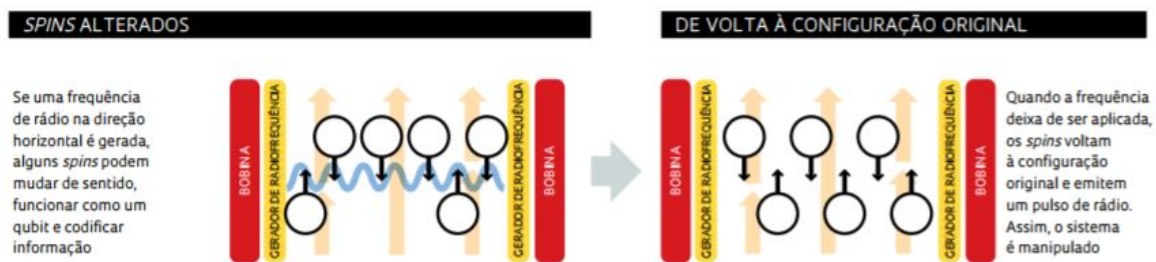 SPINS ALTERADOS
Se uma frequência
de rádio na direção
horizontal é gerada,
alguns spins podem
mudar de sentido,
funcionar como um
qubit e codificar
informação
BOBINA
GERADOR DE RADIOFREQUÊNCIA
GERADOR DE RADIOFREQUÊNCIA
BOBINA
DE VOLTA À CONFIGURAÇÃO ORIGINAL
BOBINA
GERADOR DE RADIOFREQUÊNCIA
GERADOR DE RADIOFREQUÊNCIA
BOBINA
Quando a frequência
deixa de ser aplicada,
os spins voltam
à configuração
original e emitem
um pulso de rádio.
Assim, o sistema
é manipulado